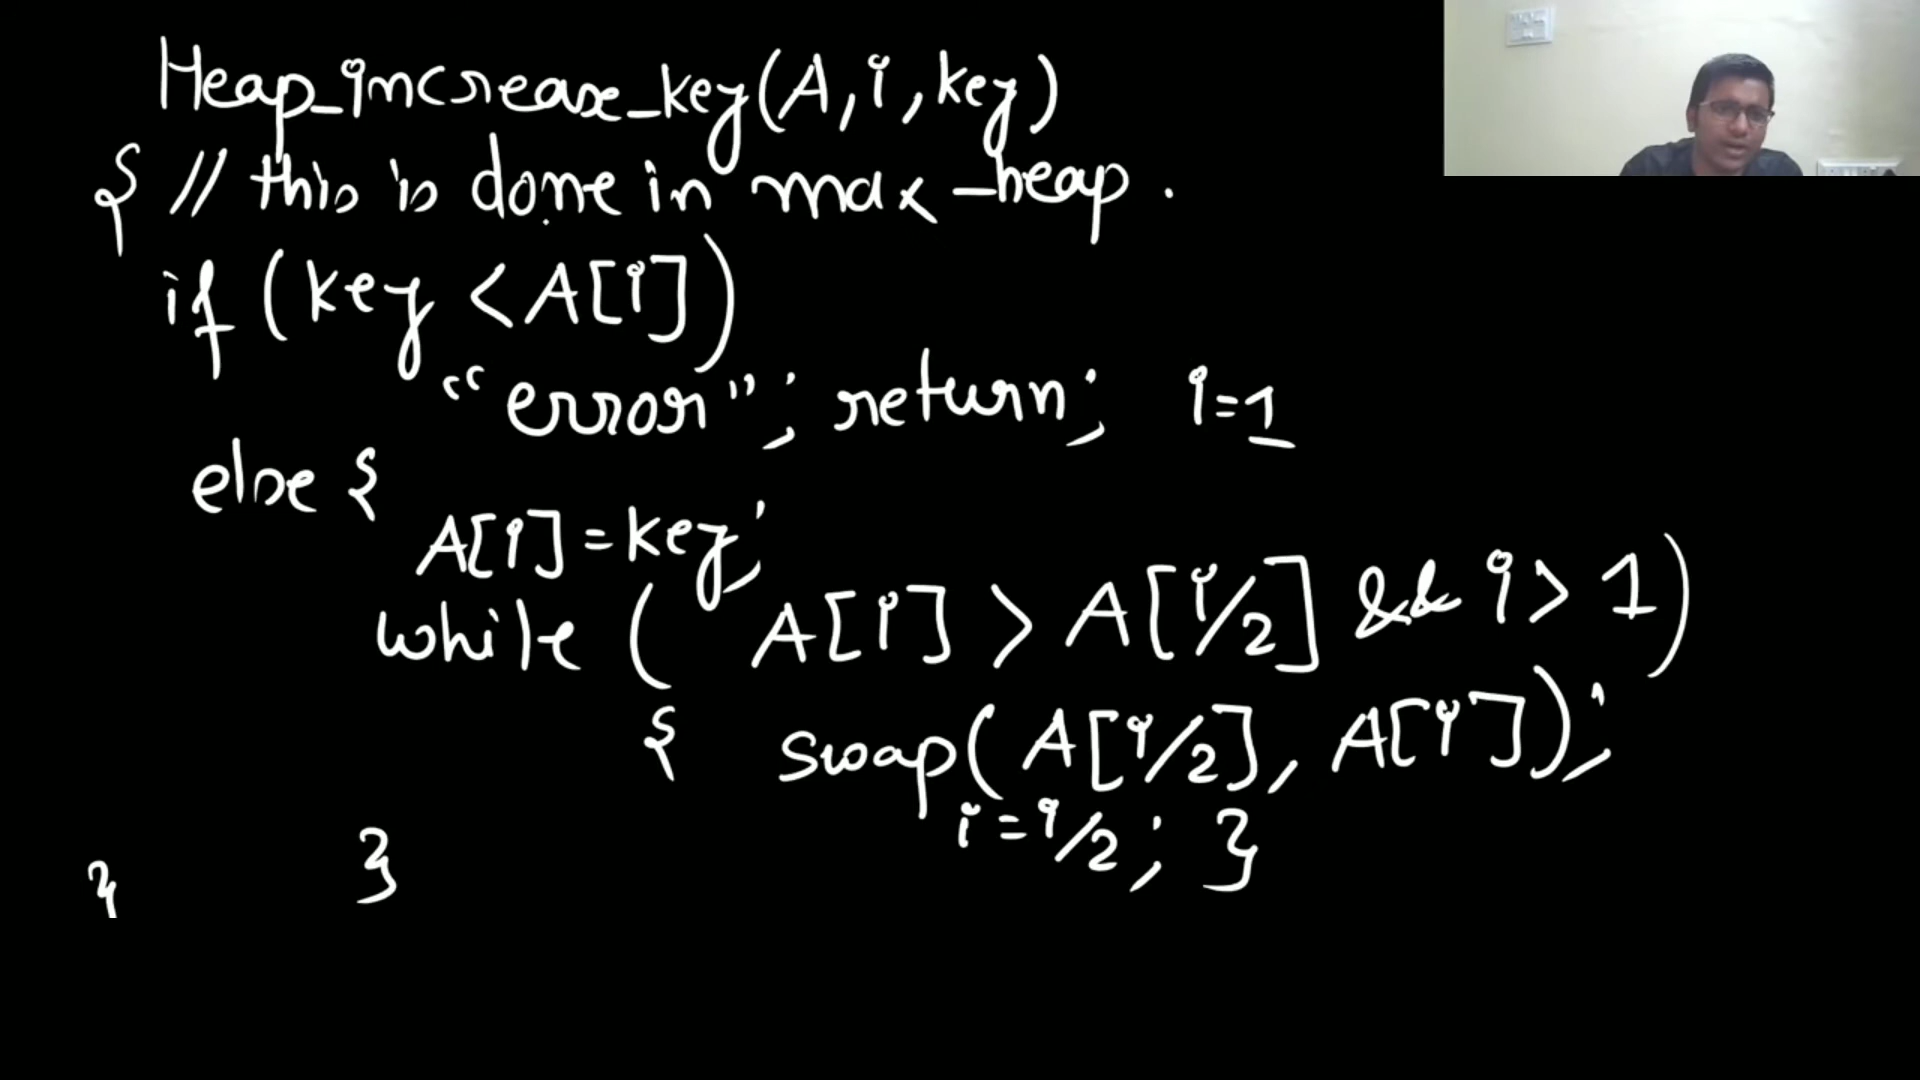 Heap_increase_key(A,i,key)
{ // this is done in max-heap.
if (key < A[i])
"error"; return; i=1
else {
A[i]=key;
while ( A[i] > A[i/2] && i > 1)
{ swap(A[i/2], A[i]);
i=i/2; }
}
}